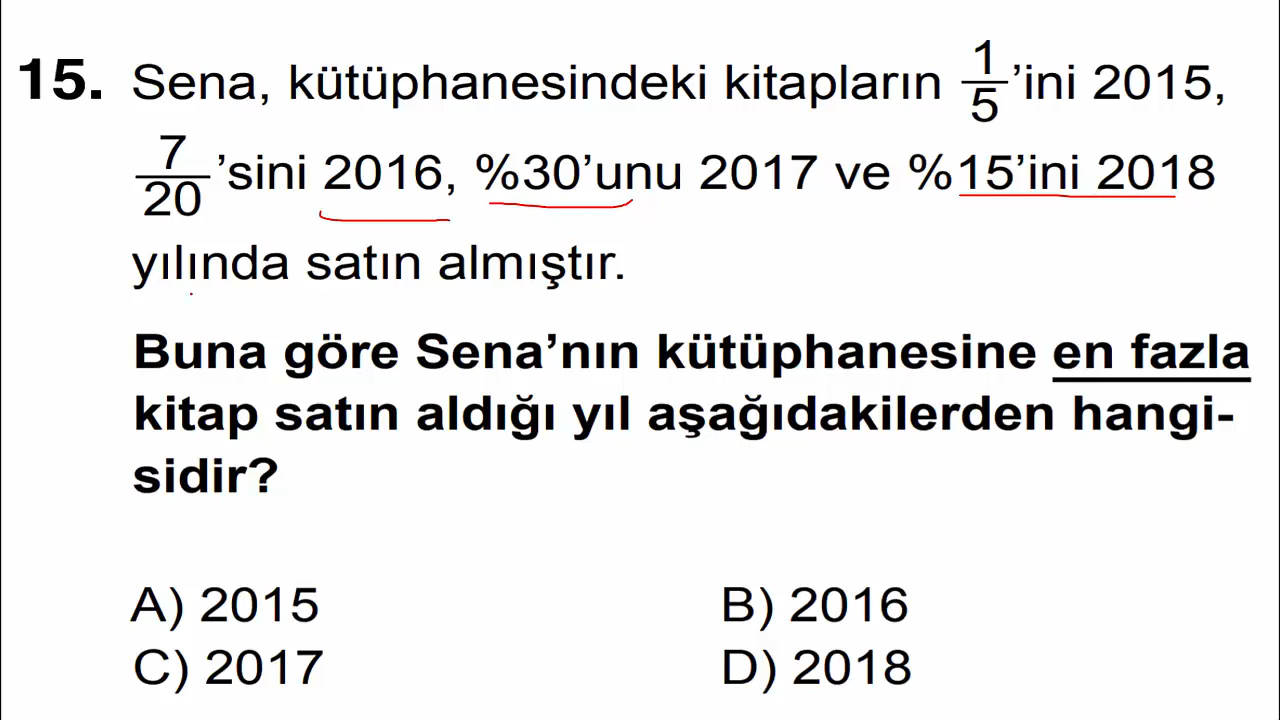 15. Sena, kütüphanesindeki kitapların 1/5’ini 2015,
7/20’sini 2016, %30’unu 2017 ve %15’ini 2018
yılında satın almıştır.
Buna göre Sena’nın kütüphanesine en fazla
kitap satın aldığı yıl aşağıdakilerden hangi-
sidir?
A) 2015 B) 2016
C) 2017 D) 2018